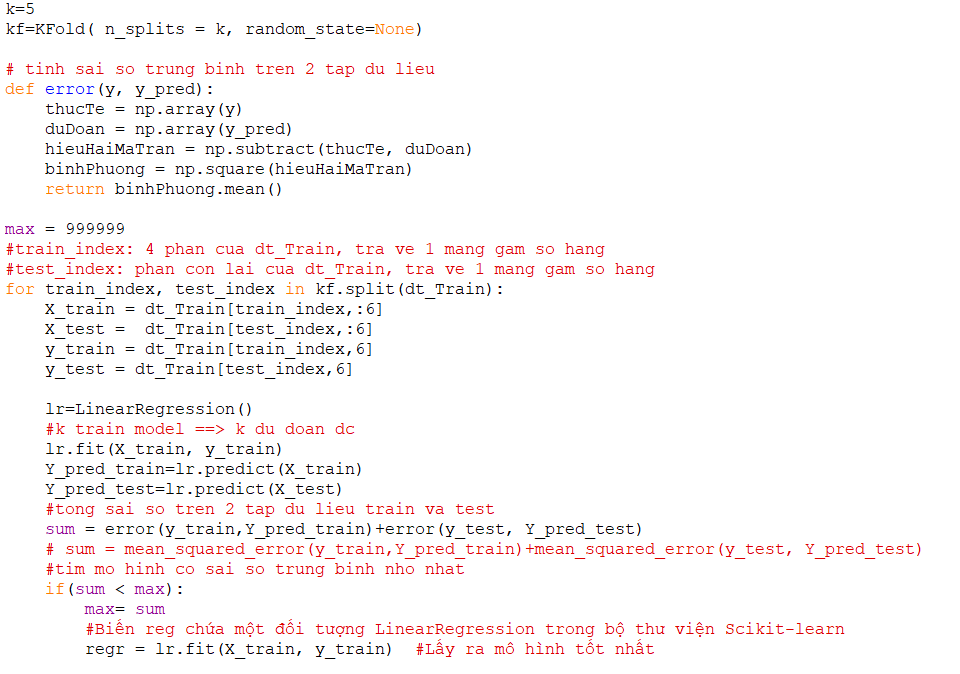 k=5
kf=KFold( n_splits = k, random_state=None)
# tinh sai so trung binh tren 2 tap du lieu
def error(y, y_pred):
    thucTe = np.array(y)
    duDoan = np.array(y_pred)
    hieuHaiMaTran = np.subtract(thucTe, duDoan)
    binhPhuong = np.square(hieuHaiMaTran)
    return binhPhuong.mean()
max = 999999
#train_index: 4 phan cua dt_Train, tra ve 1 mang gam so hang
#test_index: phan con lai cua dt_Train, tra ve 1 mang gam so hang
for train_index, test_index in kf.split(dt_Train):
    X_train = dt_Train[train_index,:6]
    X_test =  dt_Train[test_index,:6]
    y_train = dt_Train[train_index,6]
    y_test = dt_Train[test_index,6]
    lr=LinearRegression()
    #k train model ==> k du doan dc
    lr.fit(X_train, y_train)
    Y_pred_train=lr.predict(X_train)
    Y_pred_test=lr.predict(X_test)
    #tong sai so tren 2 tap du lieu train va test
    sum = error(y_train,Y_pred_train)+error(y_test, Y_pred_test)
    # sum = mean_squared_error(y_train,Y_pred_train)+mean_squared_error(y_test, Y_pred_test)
    #tim mo hinh co sai so trung binh nho nhat
    if(sum < max):
        max= sum
        #Biến reg chứa một đối tượng LinearRegression trong bộ thư viện Scikit-learn
        regr = lr.fit(X_train, y_train)  #Lấy ra mô hình tốt nhất